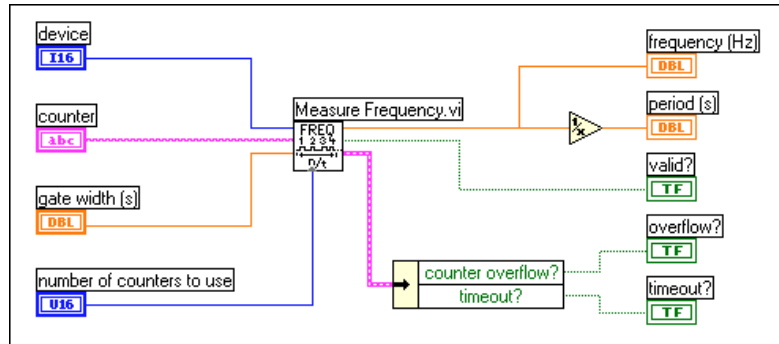 device
I16
counter
abc
gate width (s)
DBL
number of counters to use
U16
Measure Frequency.vi
FREQ
1 2 3 4
n/t
counter overflow?
timeout?
1/x
frequency (Hz)
DBL
period (s)
DBL
valid?
TF
overflow?
TF
timeout?
TF